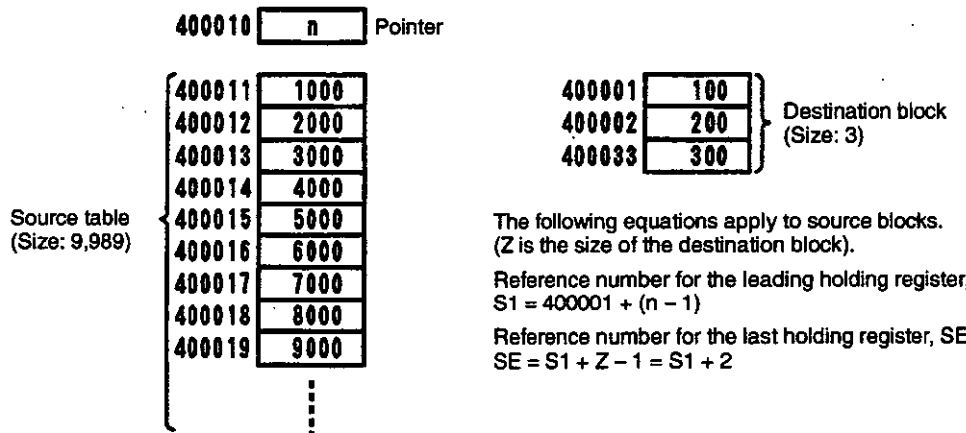 400010 n Pointer
400011 1000
400012 2000
400013 3000
400014 4000
400015 5000
400016 6000
400017 7000
400018 8000
400019 9000
Source table
(Size: 9,989)
400001 100
400002 200
400033 300
Destination block
(Size: 3)
The following equations apply to source blocks.
(Z is the size of the destination block).
Reference number for the leading holding register,
S1 = 400001 + (n – 1)
Reference number for the last holding register, SE
SE = S1 + Z – 1 = S1 + 2